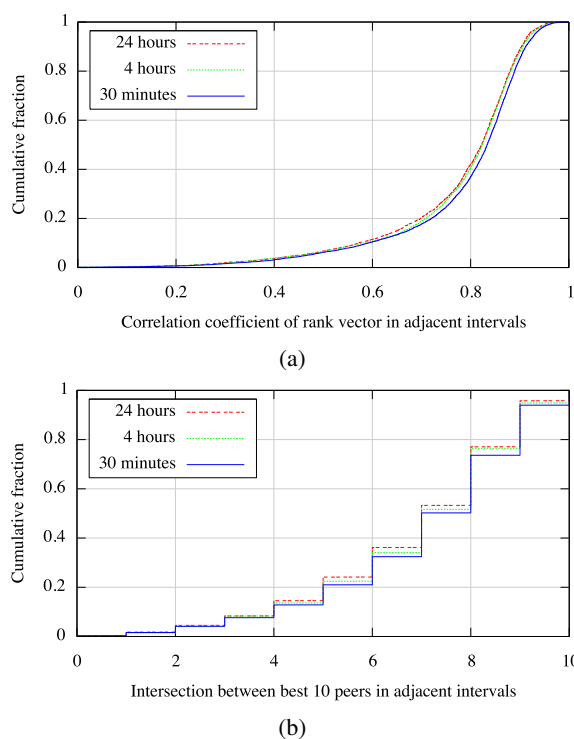 1
0.8
0.6
0.4
0.2
0
Cumulative fraction
24 hours
4 hours
30 minutes
0 0.2 0.4 0.6 0.8 1
Correlation coefficient of rank vector in adjacent intervals
(a)
1
0.8
0.6
0.4
0.2
0
Cumulative fraction
24 hours
4 hours
30 minutes
0 2 4 6 8 10
Intersection between best 10 peers in adjacent intervals
(b)